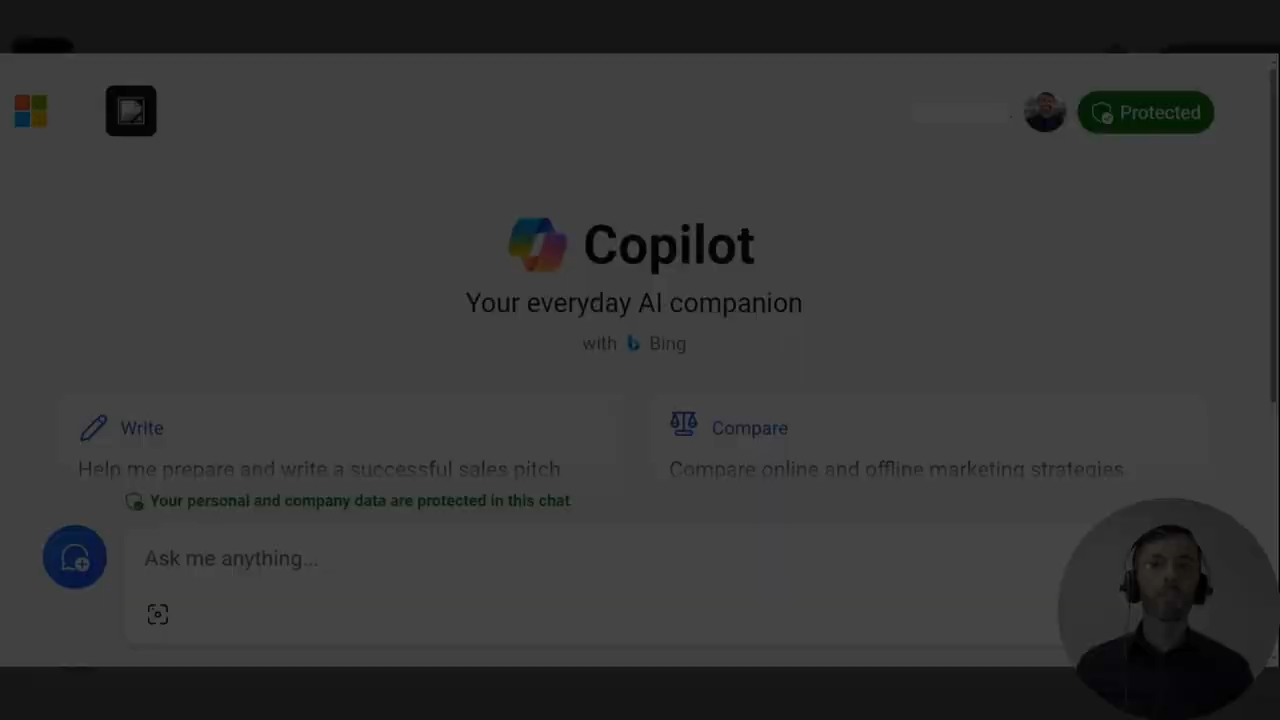 Protected
Copilot
Your everyday AI companion
with Bing
Write
Compare
Help me prepare and write a successful sales pitch
Compare online and offline marketing strategies
Your personal and company data are protected in this chat
Ask me anything...